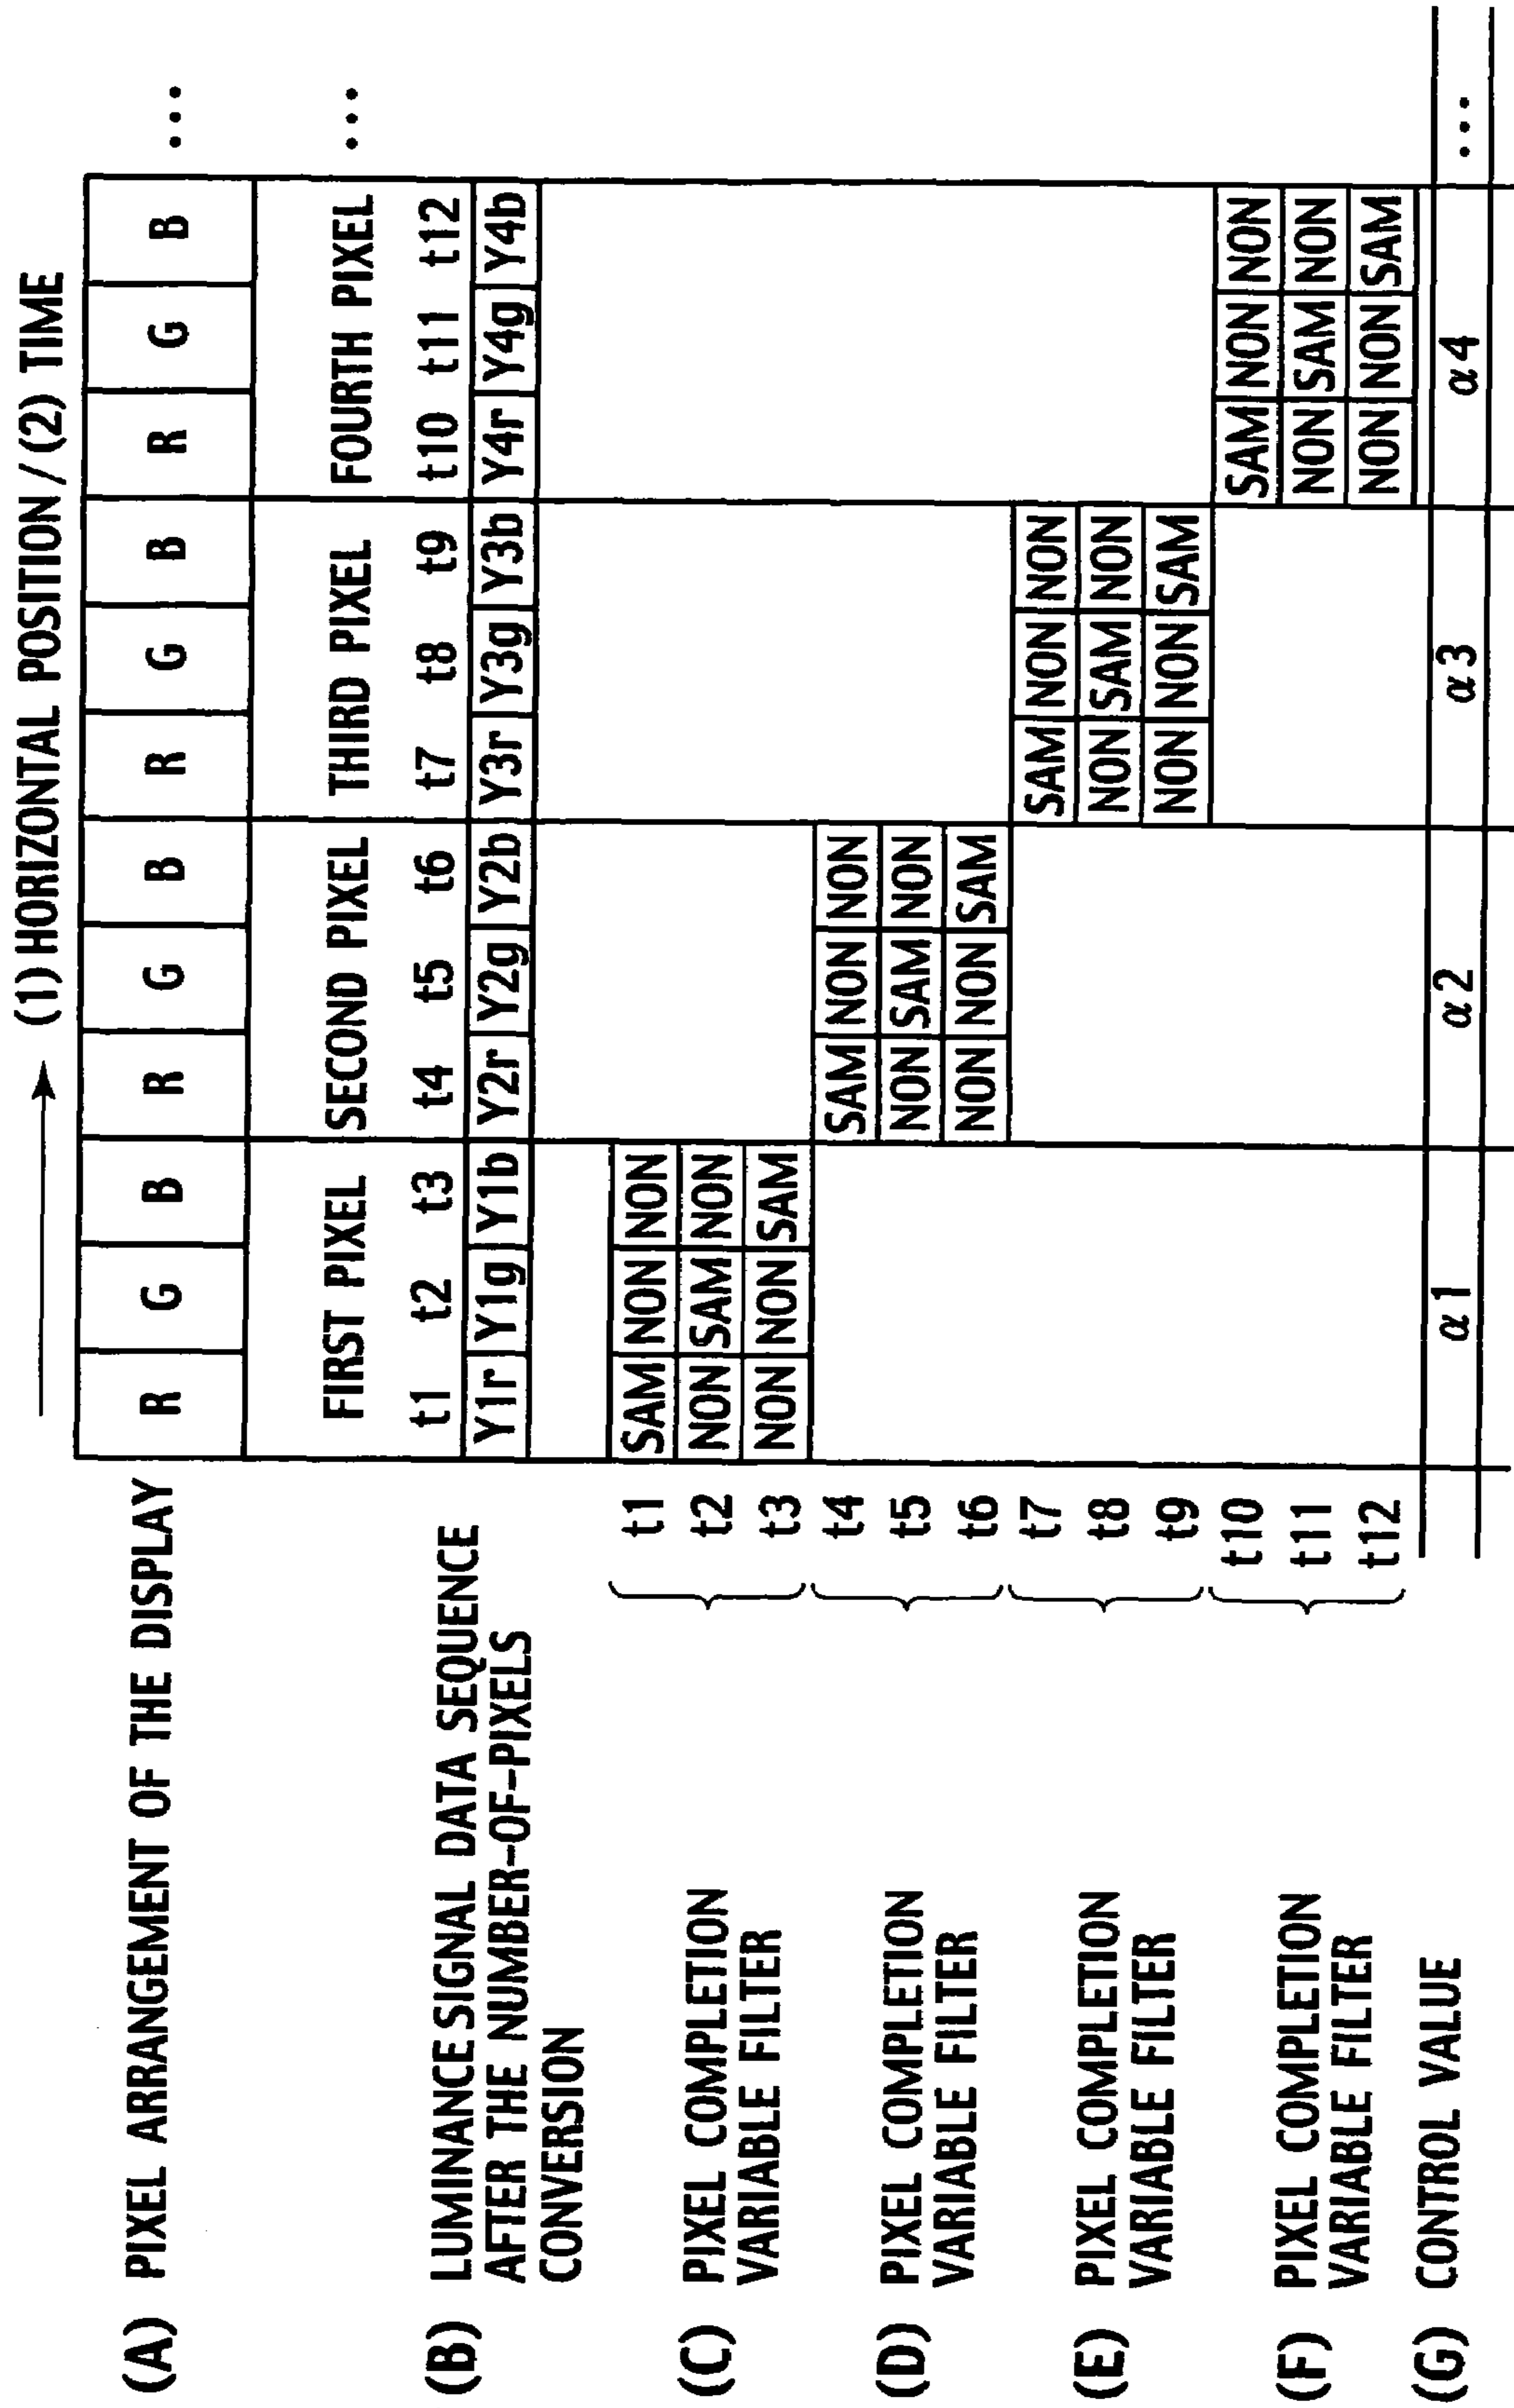 (1) HORIZONTAL POSITION / (2) TIME
(A) PIXEL ARRANGEMENT OF THE DISPLAY
R G B R G B R G B R G B ...
FIRST PIXEL SECOND PIXEL THIRD PIXEL FOURTH PIXEL ...
t1 t2 t3 t4 t5 t6 t7 t8 t9 t10 t11 t12
(B) LUMINANCE SIGNAL DATA SEQUENCE
AFTER THE NUMBER-OF-PIXELS
CONVERSION
Y1r Y1g Y1b Y2r Y2g Y2b Y3r Y3g Y3b Y4r Y4g Y4b
(C) PIXEL COMPLETION
VARIABLE FILTER
t1 SAM NON NON
t2 NON SAM NON
t3 NON NON SAM
(D) PIXEL COMPLETION
VARIABLE FILTER
t4 SAM NON NON
t5 NON SAM NON
t6 NON NON SAM
(E) PIXEL COMPLETION
VARIABLE FILTER
t7 SAM NON NON
t8 NON SAM NON
t9 NON NON SAM
(F) PIXEL COMPLETION
VARIABLE FILTER
t10 SAM NON NON
t11 NON SAM NON
t12 NON NON SAM
(G) CONTROL VALUE
α1 α2 α3 α4 ...